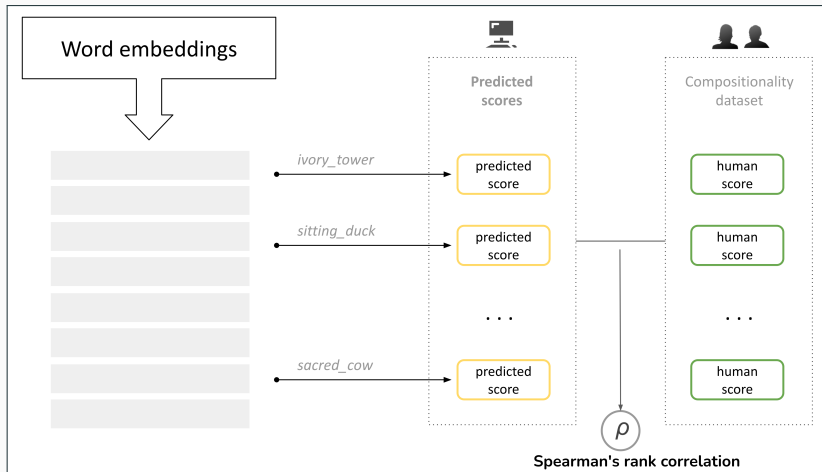 Word embeddings
Predicted
scores
Compositionality
dataset
ivory_tower
predicted
score
human
score
sitting_duck
predicted
score
human
score
. . .
. . .
sacred_cow
predicted
score
human
score
ρ
Spearman's rank correlation